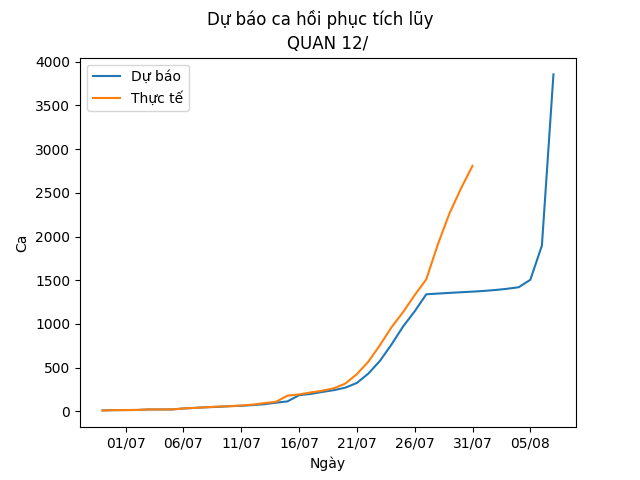 Dự báo ca hồi phục tích lũy
QUAN 12/
Dự báo
Thực tế
4000
3500
3000
2500
2000
1500
1000
500
0
Ca
01/07 06/07 11/07 16/07 21/07 26/07 31/07 05/08
Ngày